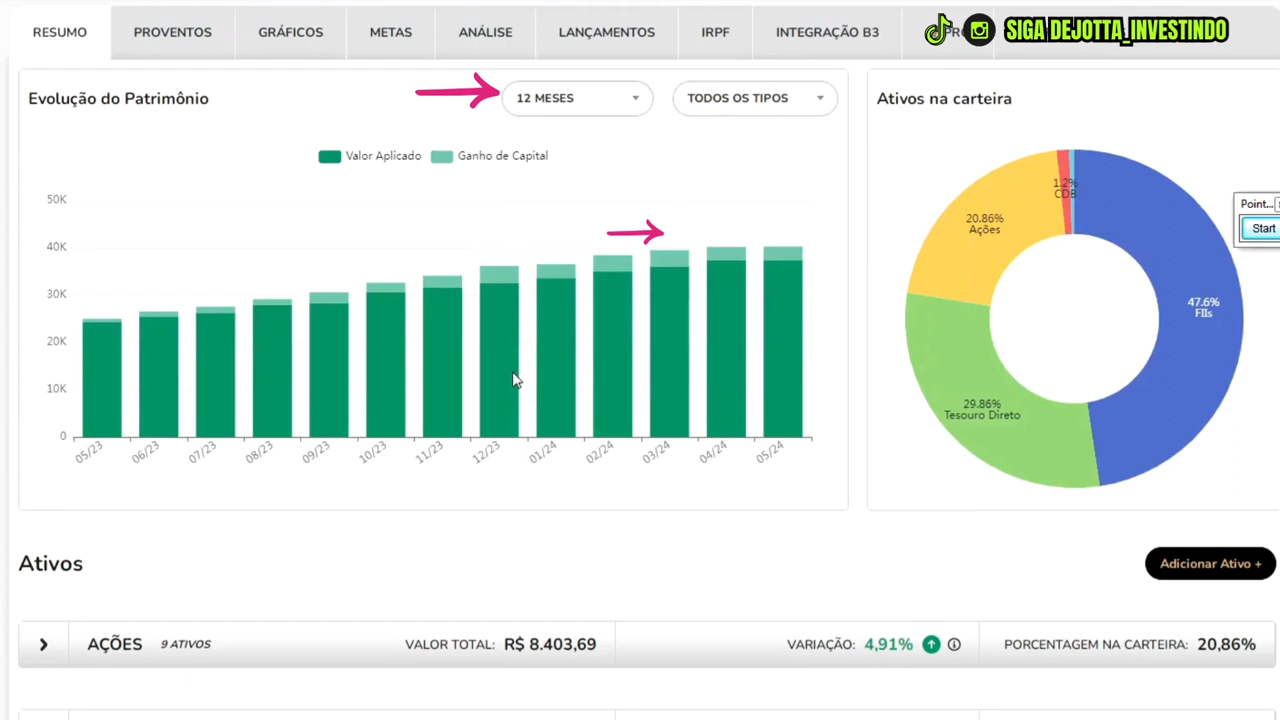 RESUMO
PROVENTOS
GRÁFICOS
METAS
ANÁLISE
LANÇAMENTOS
IRPF
INTEGRAÇÃO B3
SIGA DEJOTTA_INVESTINDO
Evolução do Patrimônio
12 MESES
TODOS OS TIPOS
Valor Aplicado
Ganho de Capital
50K
40K
30K
20K
10K
0
05/23
06/23
07/23
08/23
09/23
10/23
11/23
12/23
01/24
02/24
03/24
04/24
05/24
Ativos na carteira
1.2%
CDB
20.86%
Ações
47.6%
FIIs
29.86%
Tesouro Direto
Point...
Start
Ativos
Adicionar Ativo +
AÇÕES 9 ATIVOS VALOR TOTAL: R$ 8.403,69 VARIAÇÃO: 4,91% PORCENTAGEM NA CARTEIRA: 20,86%